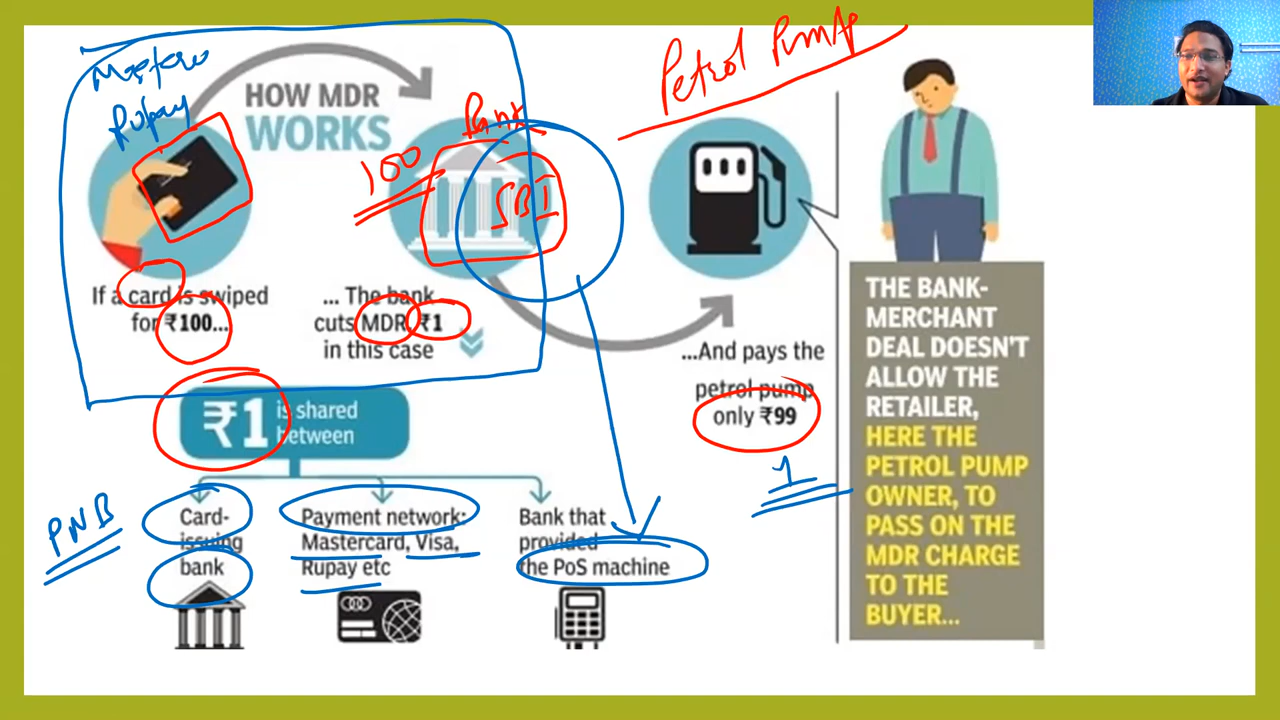 Maestro
Rupay
HOW MDR
WORKS
Bank
100
SBI
Petrol Pump
If a card is swiped
for ₹100...
... The bank
cuts MDR, ₹1
in this case
...And pays the
petrol pump
only ₹99
1
₹1 is shared
between
PNB
Card-
issuing
bank
Payment network:
Mastercard, Visa,
Rupay etc
Bank that
provided
the PoS machine
THE BANK-
MERCHANT
DEAL DOESN'T
ALLOW THE
RETAILER,
HERE THE
PETROL PUMP
OWNER, TO
PASS ON THE
MDR CHARGE
TO THE
BUYER...